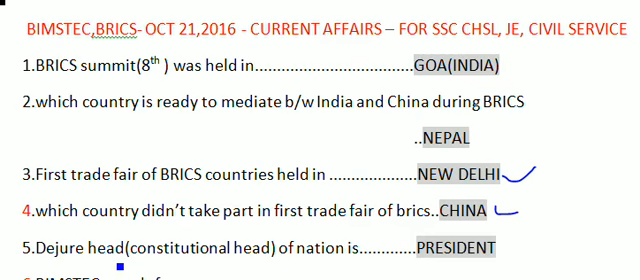 BIMSTEC,BRICS- OCT 21,2016 - CURRENT AFFAIRS – FOR SSC CHSL, JE, CIVIL SERVICE
1.BRICS summit(8th ) was held in.....................................GOA(INDIA)
2.which country is ready to mediate b/w India and China during BRICS
..NEPAL
3.First trade fair of BRICS countries held in ....................NEW DELHI
4.which country didn't take part in first trade fair of brics..CHINA
5.Dejure head(constitutional head) of nation is.............PRESIDENT